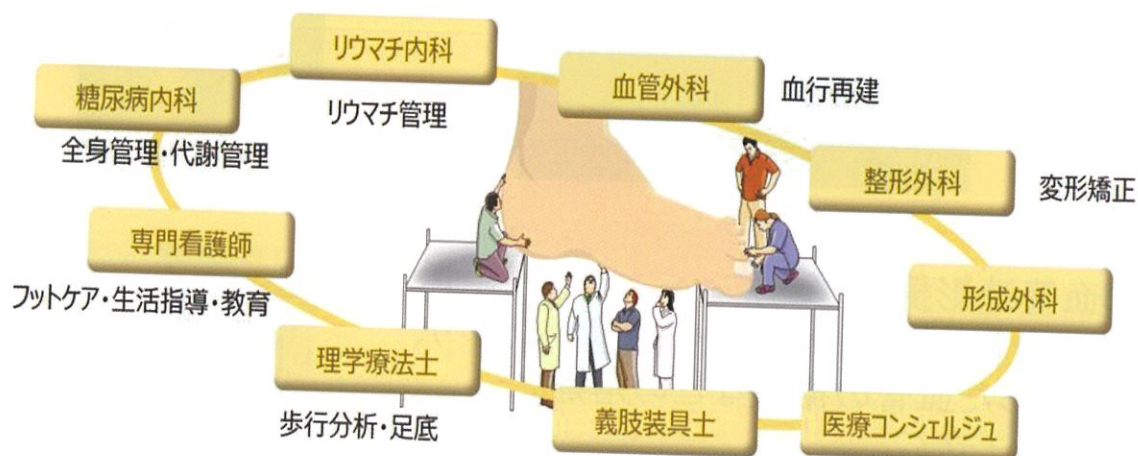 リウマチ内科
リウマチ管理
血管外科
血行再建
糖尿病内科
全身管理・代謝管理
整形外科
変形矯正
専門看護師
フットケア・生活指導・教育
形成外科
理学療法士
歩行分析・足底
義肢装具士
医療コンシェルジュ